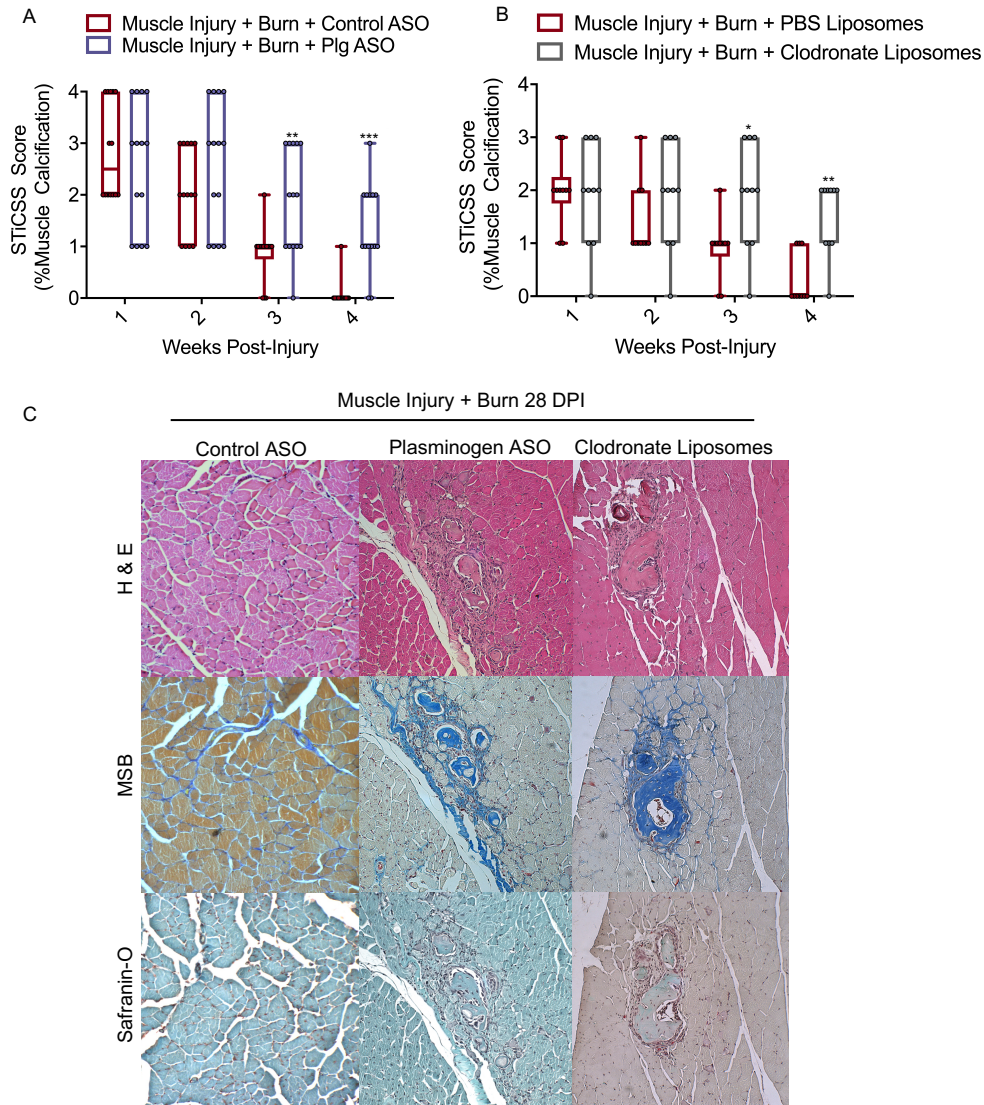 A
Muscle Injury + Burn + Control ASO
Muscle Injury + Burn + Plg ASO
STiCSS Score
(%Muscle Calcification)
4
3
2
1
0
**
***
1
2
3
4
Weeks Post-Injury
B
Muscle Injury + Burn + PBS Liposomes
Muscle Injury + Burn + Clodronate Liposomes
STiCSS Score
(%Muscle Calcification)
4
3
2
1
0
*
**
1
2
3
4
Weeks Post-Injury
C
Muscle Injury + Burn 28 DPI
Control ASO
Plasminogen ASO
Clodronate Liposomes
H & E
MSB
Safranin-O